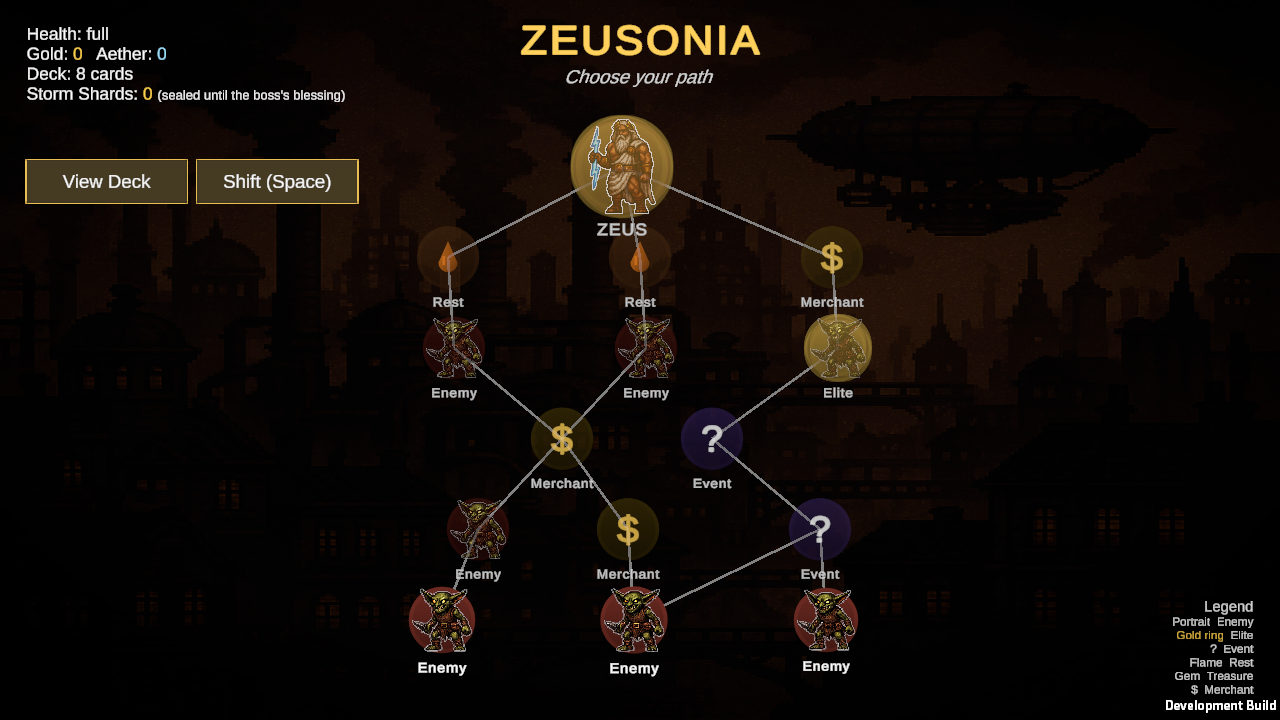 Health: full
Gold: 0 Aether: 0
Deck: 8 cards
Storm Shards: 0 (sealed until the boss's blessing)
ZEUSONIA
Choose your path
View Deck
Shift (Space)
ZEUS
Rest
Rest
$
Merchant
Enemy
Enemy
Elite
$
?
Merchant
Event
$
?
Enemy
Merchant
Event
Enemy
Enemy
Enemy
Legend
Portrait Enemy
Gold ring Elite
? Event
Flame Rest
Gem Treasure
$ Merchant
Development Build